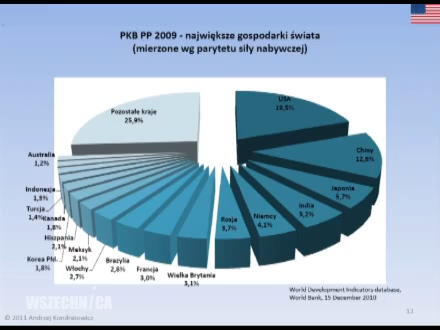 PKB PP 2009 - największe gospodarki świata
(mierzone wg parytetu siły nabywczej)
USA
19,5%
Chiny
12,6%
Japonia
5,7%
India
5,2%
Niemcy
4,1%
Rosja
3,7%
Wielka Brytania
3,1%
Francja
3,0%
Brazylia
2,8%
Włochy
2,7%
Meksyk
2,1%
Korea Płd.
1,8%
Hiszpania
2,1%
Kanada
1,8%
Turcja
1,4%
Indonezja
1,3%
Australia
1,2%
Pozostałe kraje
25,9%
World Development Indicators database,
World Bank, 15 December 2010
WSZECHNICA
© 2011 Andrzej Kondratowicz